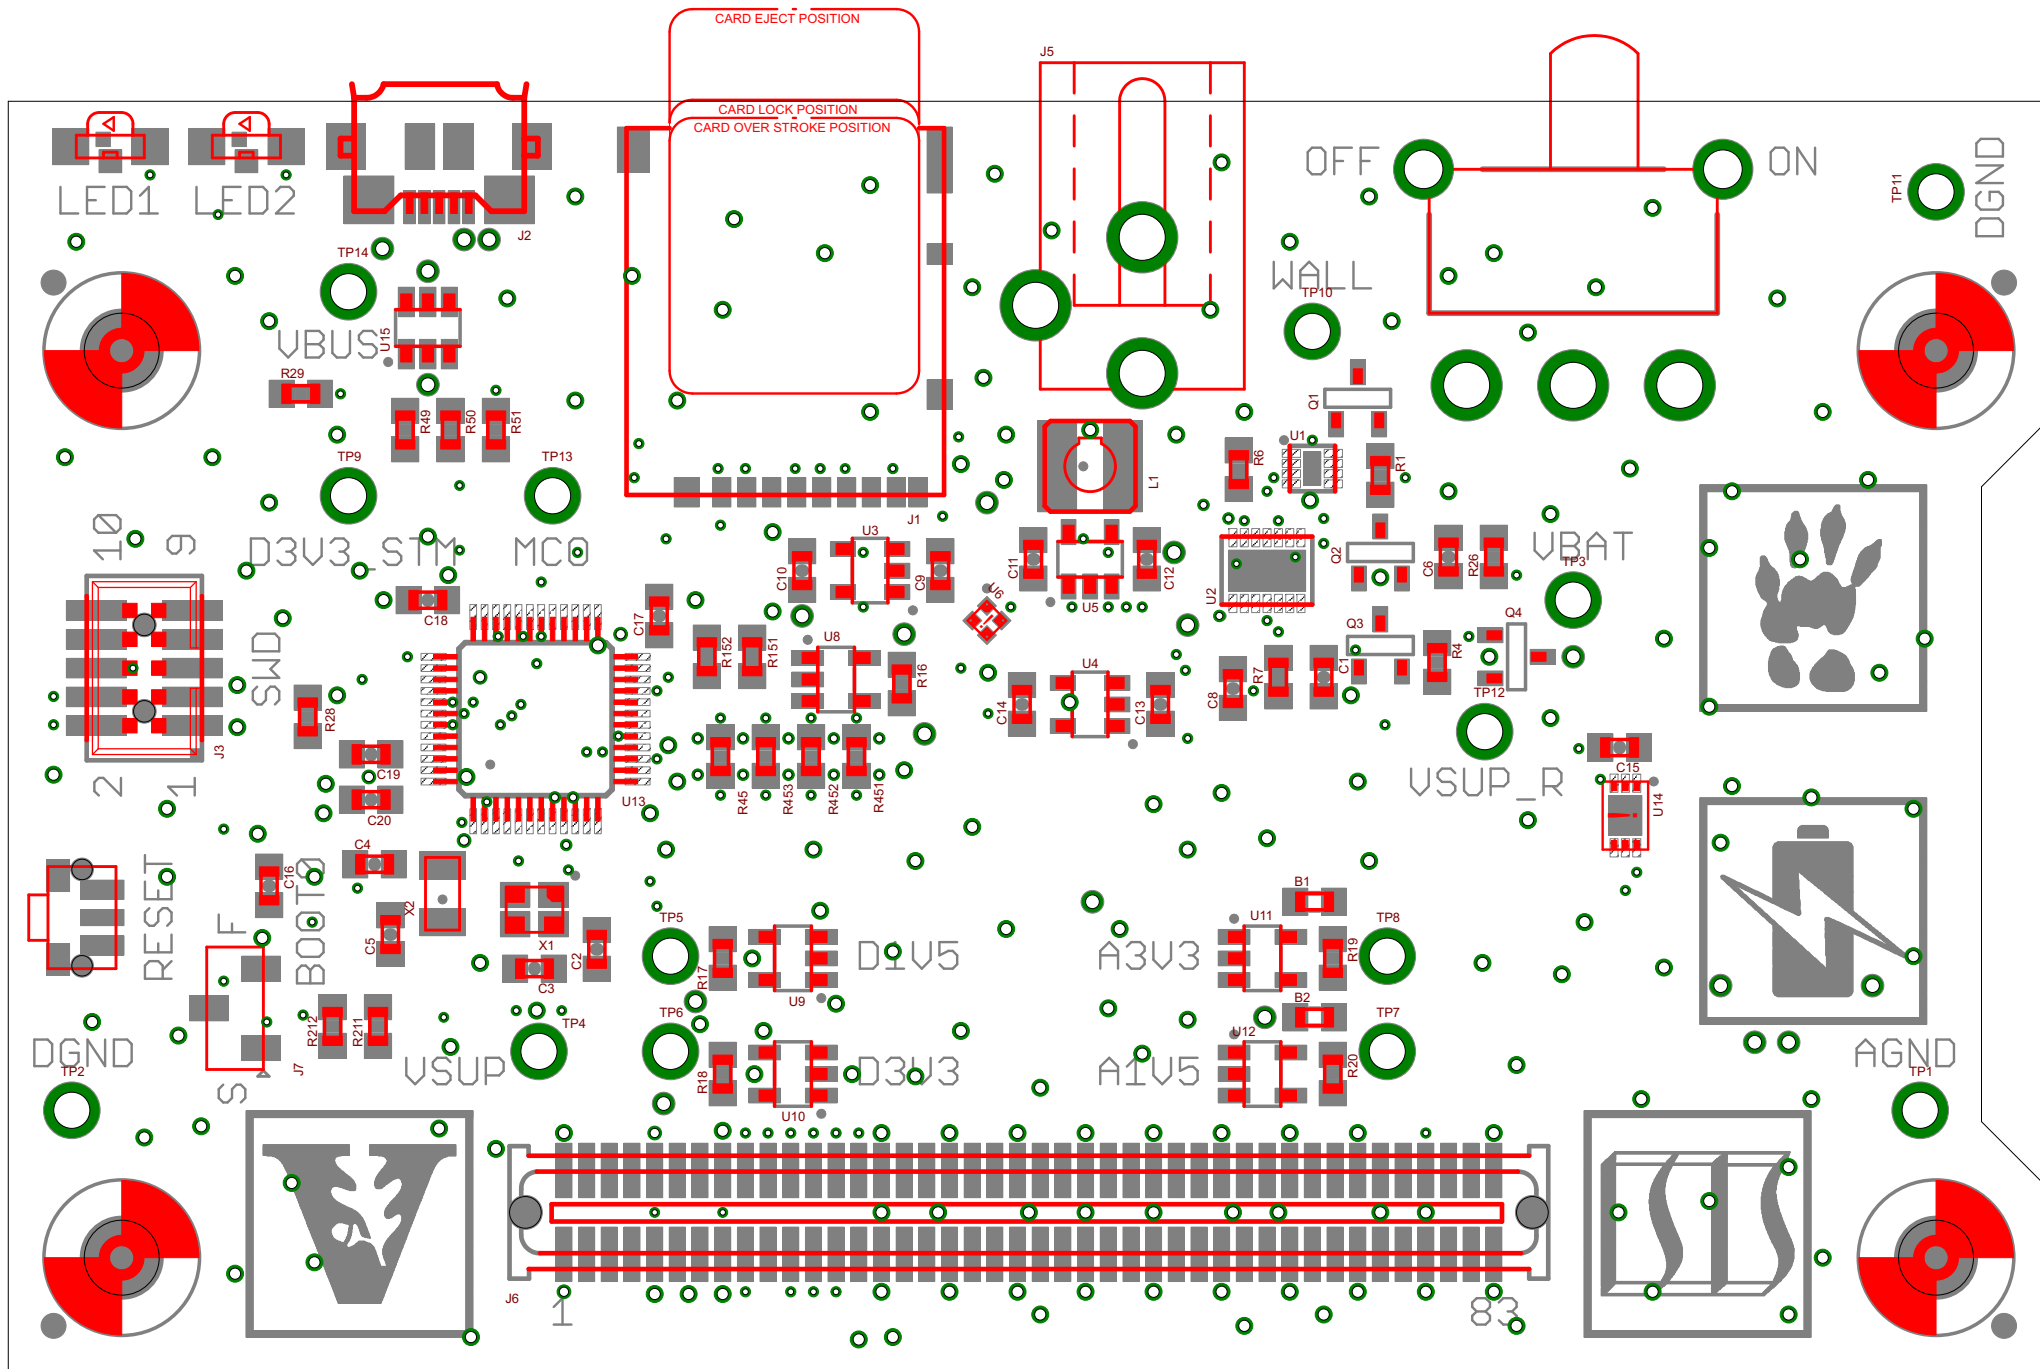 CARD EJECT POSITION
J5
CARD LOCK POSITION
CARD OVER STROKE POSITION
OFF
ON
TP11
DGND
LED1
LED2
J2
TP14
WALL
TP10
VBUS
U15
R29
Q1
R49
R50
R51
U1
R6
R1
TP9
TP13
L1
J1
10
9
D3V3_STM
MCO
U3
Q2
VBAT
TP3
C10
C9
C11
C12
U5
U2
C6
R26
U6
C18
C17
Q3
Q4
SWD
R152
R151
U8
R16
U4
R7
C1
R4
C8
C14
C13
TP12
R28
J3
C19
C15
2
1
VSUP_R
C20
U13
R45
R453
R452
R451
U14
C4
C16
RESET
BOOT0
B1
X2
F
C5
X1
C2
TP5
U11
TP8
R17
D1V5
A3V3
R19
C3
U9
B2
R212
R211
TP4
TP6
U12
TP7
DGND
TP2
J7
VSUP
R18
D3V3
A1V5
R20
AGND
TP1
S
U10
J6
1
83